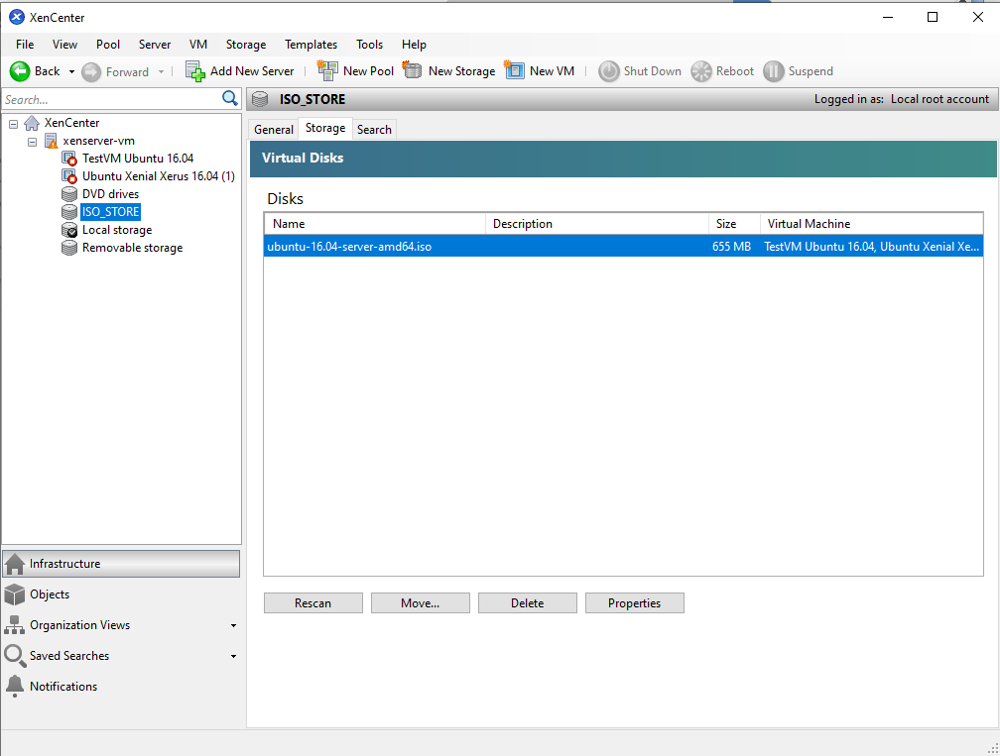 XenCenter
File View Pool Server VM Storage Templates Tools Help
Back Forward Add New Server New Pool New Storage New VM Shut Down Reboot Suspend
Search...
ISO_STORE Logged in as: Local root account
XenCenter
xenserver-vm
TestVM Ubuntu 16.04
Ubuntu Xenial Xerus 16.04 (1)
DVD drives
ISO_STORE
Local storage
Removable storage
General Storage Search
Virtual Disks
Disks
Name Description Size Virtual Machine
ubuntu-16.04-server-amd64.iso 655 MB TestVM Ubuntu 16.04, Ubuntu Xenial Xe...
Rescan Move... Delete Properties
Infrastructure
Objects
Organization Views
Saved Searches
Notifications